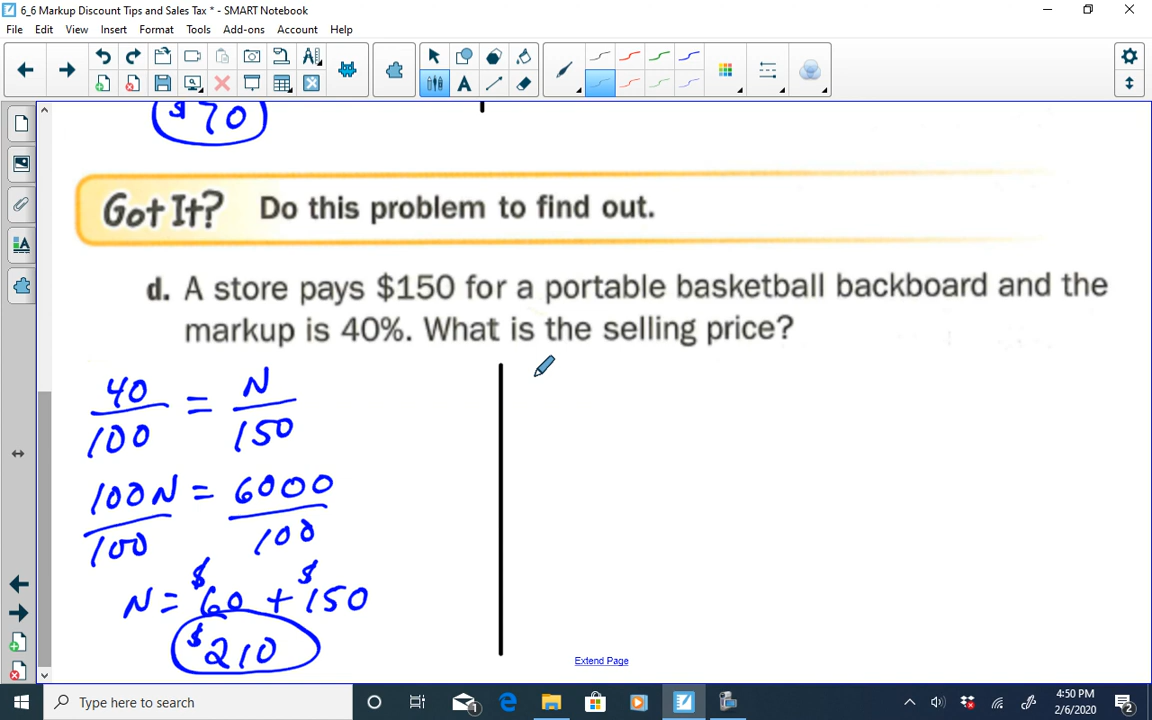 6_6 Markup Discount Tips and Sales Tax * - SMART Notebook
File Edit View Insert Format Tools Add-ons Account Help
$70
Got It? Do this problem to find out.
d. A store pays $150 for a portable basketball backboard and the
markup is 40%. What is the selling price?
40/100 = N/150
100N/100 = 6000/100
N = $60 + $150
$210
Extend Page
Type here to search
1
4:50 PM
2/6/2020
2